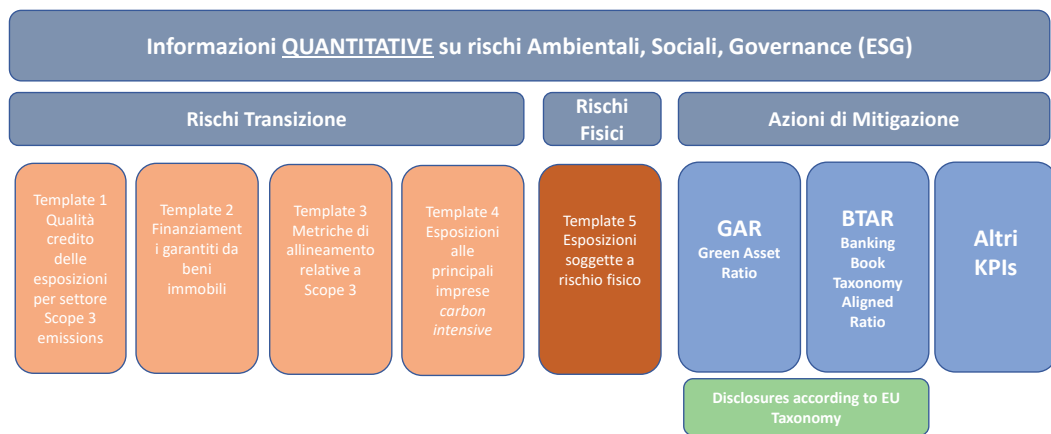 Informazioni QUANTITATIVE su rischi Ambientali, Sociali, Governance (ESG)
Rischi Transizione
Rischi
Fisici
Azioni di Mitigazione
Template 1
Qualità
credito
delle
esposizioni
per settore
Scope 3
emissions
Template 2
Finanziament
i garantiti da
beni
immobili
Template 3
Metriche di
allineamento
relative a
Scope 3
Template 4
Esposizioni
alle
principali
imprese
carbon
intensive
Template 5
Esposizioni
soggette a
rischio fisico
GAR
Green Asset
Ratio
BTAR
Banking
Book
Taxonomy
Aligned
Ratio
Altri
KPIs
Disclosures according to EU
Taxonomy